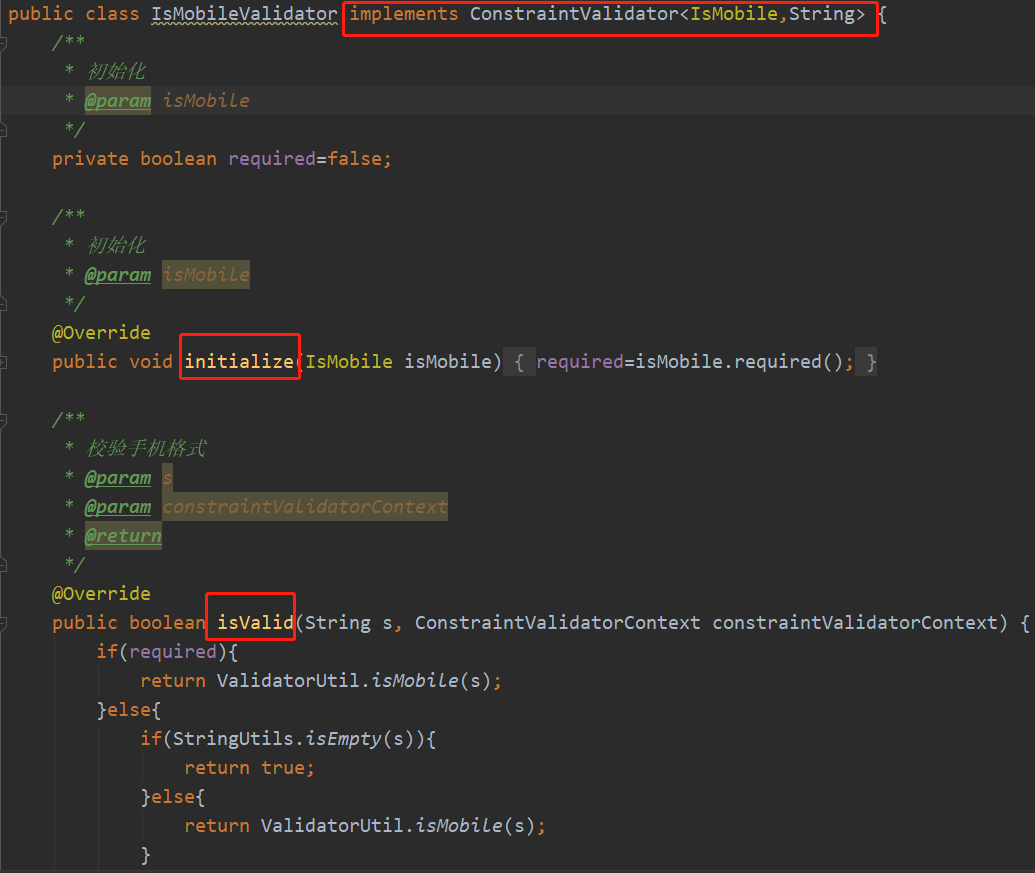 public class IsMobileValidator implements ConstraintValidator<IsMobile,String> {
/**
* 初始化
* @param isMobile
*/
private boolean required=false;
/**
* 初始化
* @param isMobile
*/
@Override
public void initialize(IsMobile isMobile) { required=isMobile.required(); }
/**
* 校验手机格式
* @param s
* @param constraintValidatorContext
* @return
*/
@Override
public boolean isValid(String s, ConstraintValidatorContext constraintValidatorContext) {
if(required){
return ValidatorUtil.isMobile(s);
}else{
if(StringUtils.isEmpty(s)){
return true;
}else{
return ValidatorUtil.isMobile(s);
}